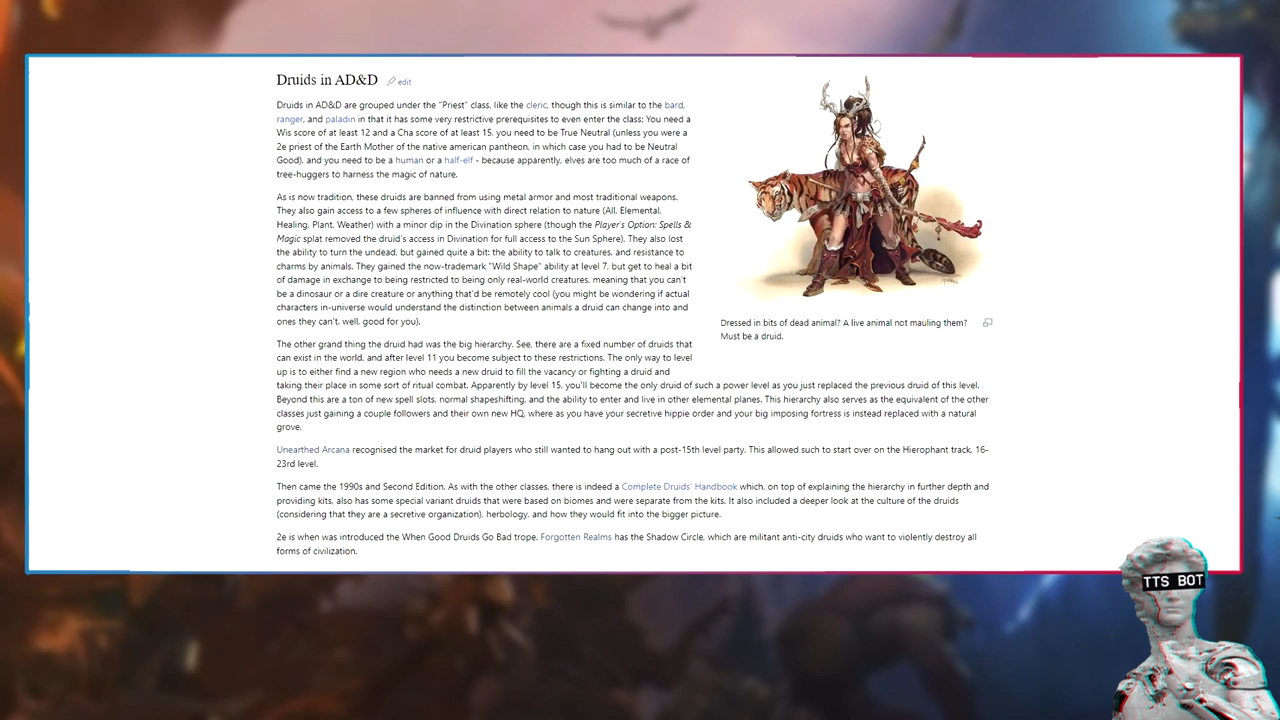 Druids in AD&D edit
Druids in AD&D are grouped under the "Priest" class, like the cleric, though this is similar to the bard,
ranger, and paladin in that it has some very restrictive prerequisites to even enter the class: You need a
Wis score of at least 12 and a Cha score of at least 15, you need to be True Neutral (unless you were a
2e priest of the Earth Mother of the native american pantheon, in which case you had to be Neutral
Good), and you need to be a human or a half-elf - because apparently, elves are too much of a race of
tree-huggers to harness the magic of nature.
As is now tradition, these druids are banned from using metal armor and most traditional weapons.
They also gain access to a few spheres of influence with direct relation to nature (All, Elemental,
Healing, Plant, Weather) with a minor dip in the Divination sphere (though the Player's Option: Spells &
Magic splat removed the druid's access in Divination for full access to the Sun Sphere). They also lost
the ability to turn the undead, but gained quite a bit: the ability to talk to creatures, and resistance to
charms by animals. They gained the now-trademark "Wild Shape" ability at level 7, but get to heal a bit
of damage in exchange to being restricted to being only real-world creatures, meaning that you can't
be a dinosaur or a dire creature or anything that'd be remotely cool (you might be wondering if actual
characters in-universe would understand the distinction between animals a druid can change into and
ones they can't, well, good for you).
Dressed in bits of dead animal? A live animal not mauling them?
Must be a druid.
The other grand thing the druid had was the big hierarchy. See, there are a fixed number of druids that
can exist in the world, and after level 11 you become subject to these restrictions. The only way to level
up is to either find a new region who needs a new druid to fill the vacancy or fighting a druid and
taking their place in some sort of ritual combat. Apparently by level 15, you'll become the only druid of such a power level as you just replaced the previous druid of this level.
Beyond this are a ton of new spell slots, normal shapeshifting, and the ability to enter and live in other elemental planes. This hierarchy also serves as the equivalent of the other
classes just gaining a couple followers and their own new HQ, where as you have your secretive hippie order and your big imposing fortress is instead replaced with a natural
grove.
Unearthed Arcana recognised the market for druid players who still wanted to hang out with a post-15th level party. This allowed such to start over on the Hierophant track, 16-
23rd level.
Then came the 1990s and Second Edition. As with the other classes, there is indeed a Complete Druids' Handbook which, on top of explaining the hierarchy in further depth and
providing kits, also has some special variant druids that were based on biomes and were separate from the kits. It also included a deeper look at the culture of the druids
(considering that they are a secretive organization), herbology, and how they would fit into the bigger picture.
2e is when was introduced the When Good Druids Go Bad trope. Forgotten Realms has the Shadow Circle, which are militant anti-city druids who want to violently destroy all
forms of civilization.
TTS BOT